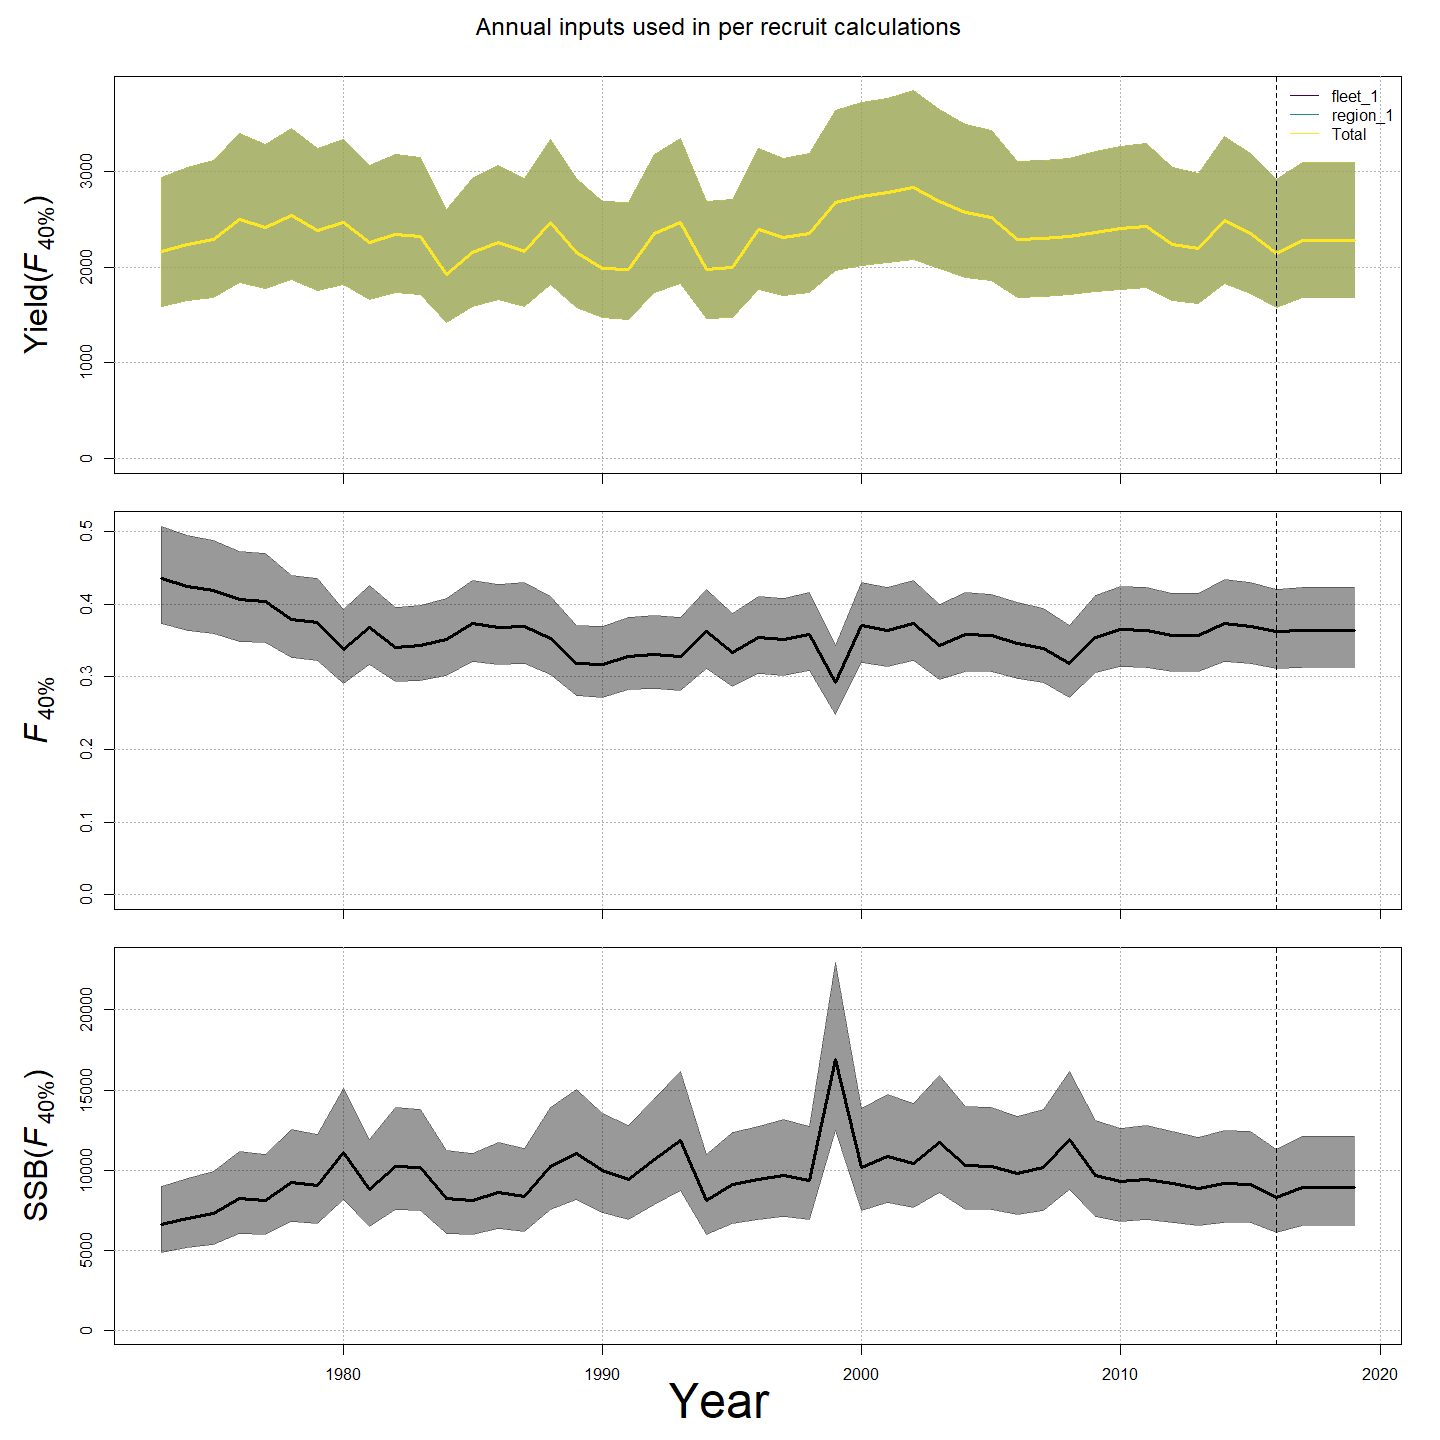 Annual inputs used in per recruit calculations
Yield(F40%)
3000
2000
1000
0
fleet_1
region_1
Total
F40%
0.5
0.4
0.3
0.2
0.1
0.0
SSB(F40%)
20000
15000
10000
5000
0
1980 1990 2000 2010 2020
Year